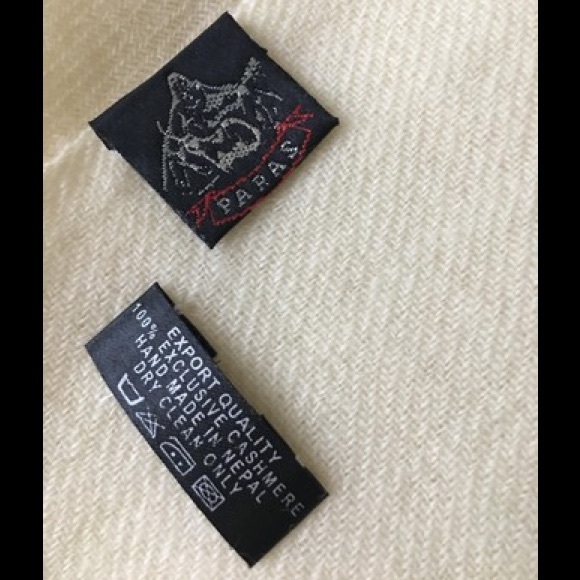 PARAS
EXPORT QUALITY
100% EXCLUSIVE CASHMERE
HAND MADE IN NEPAL
DRY CLEAN ONLY